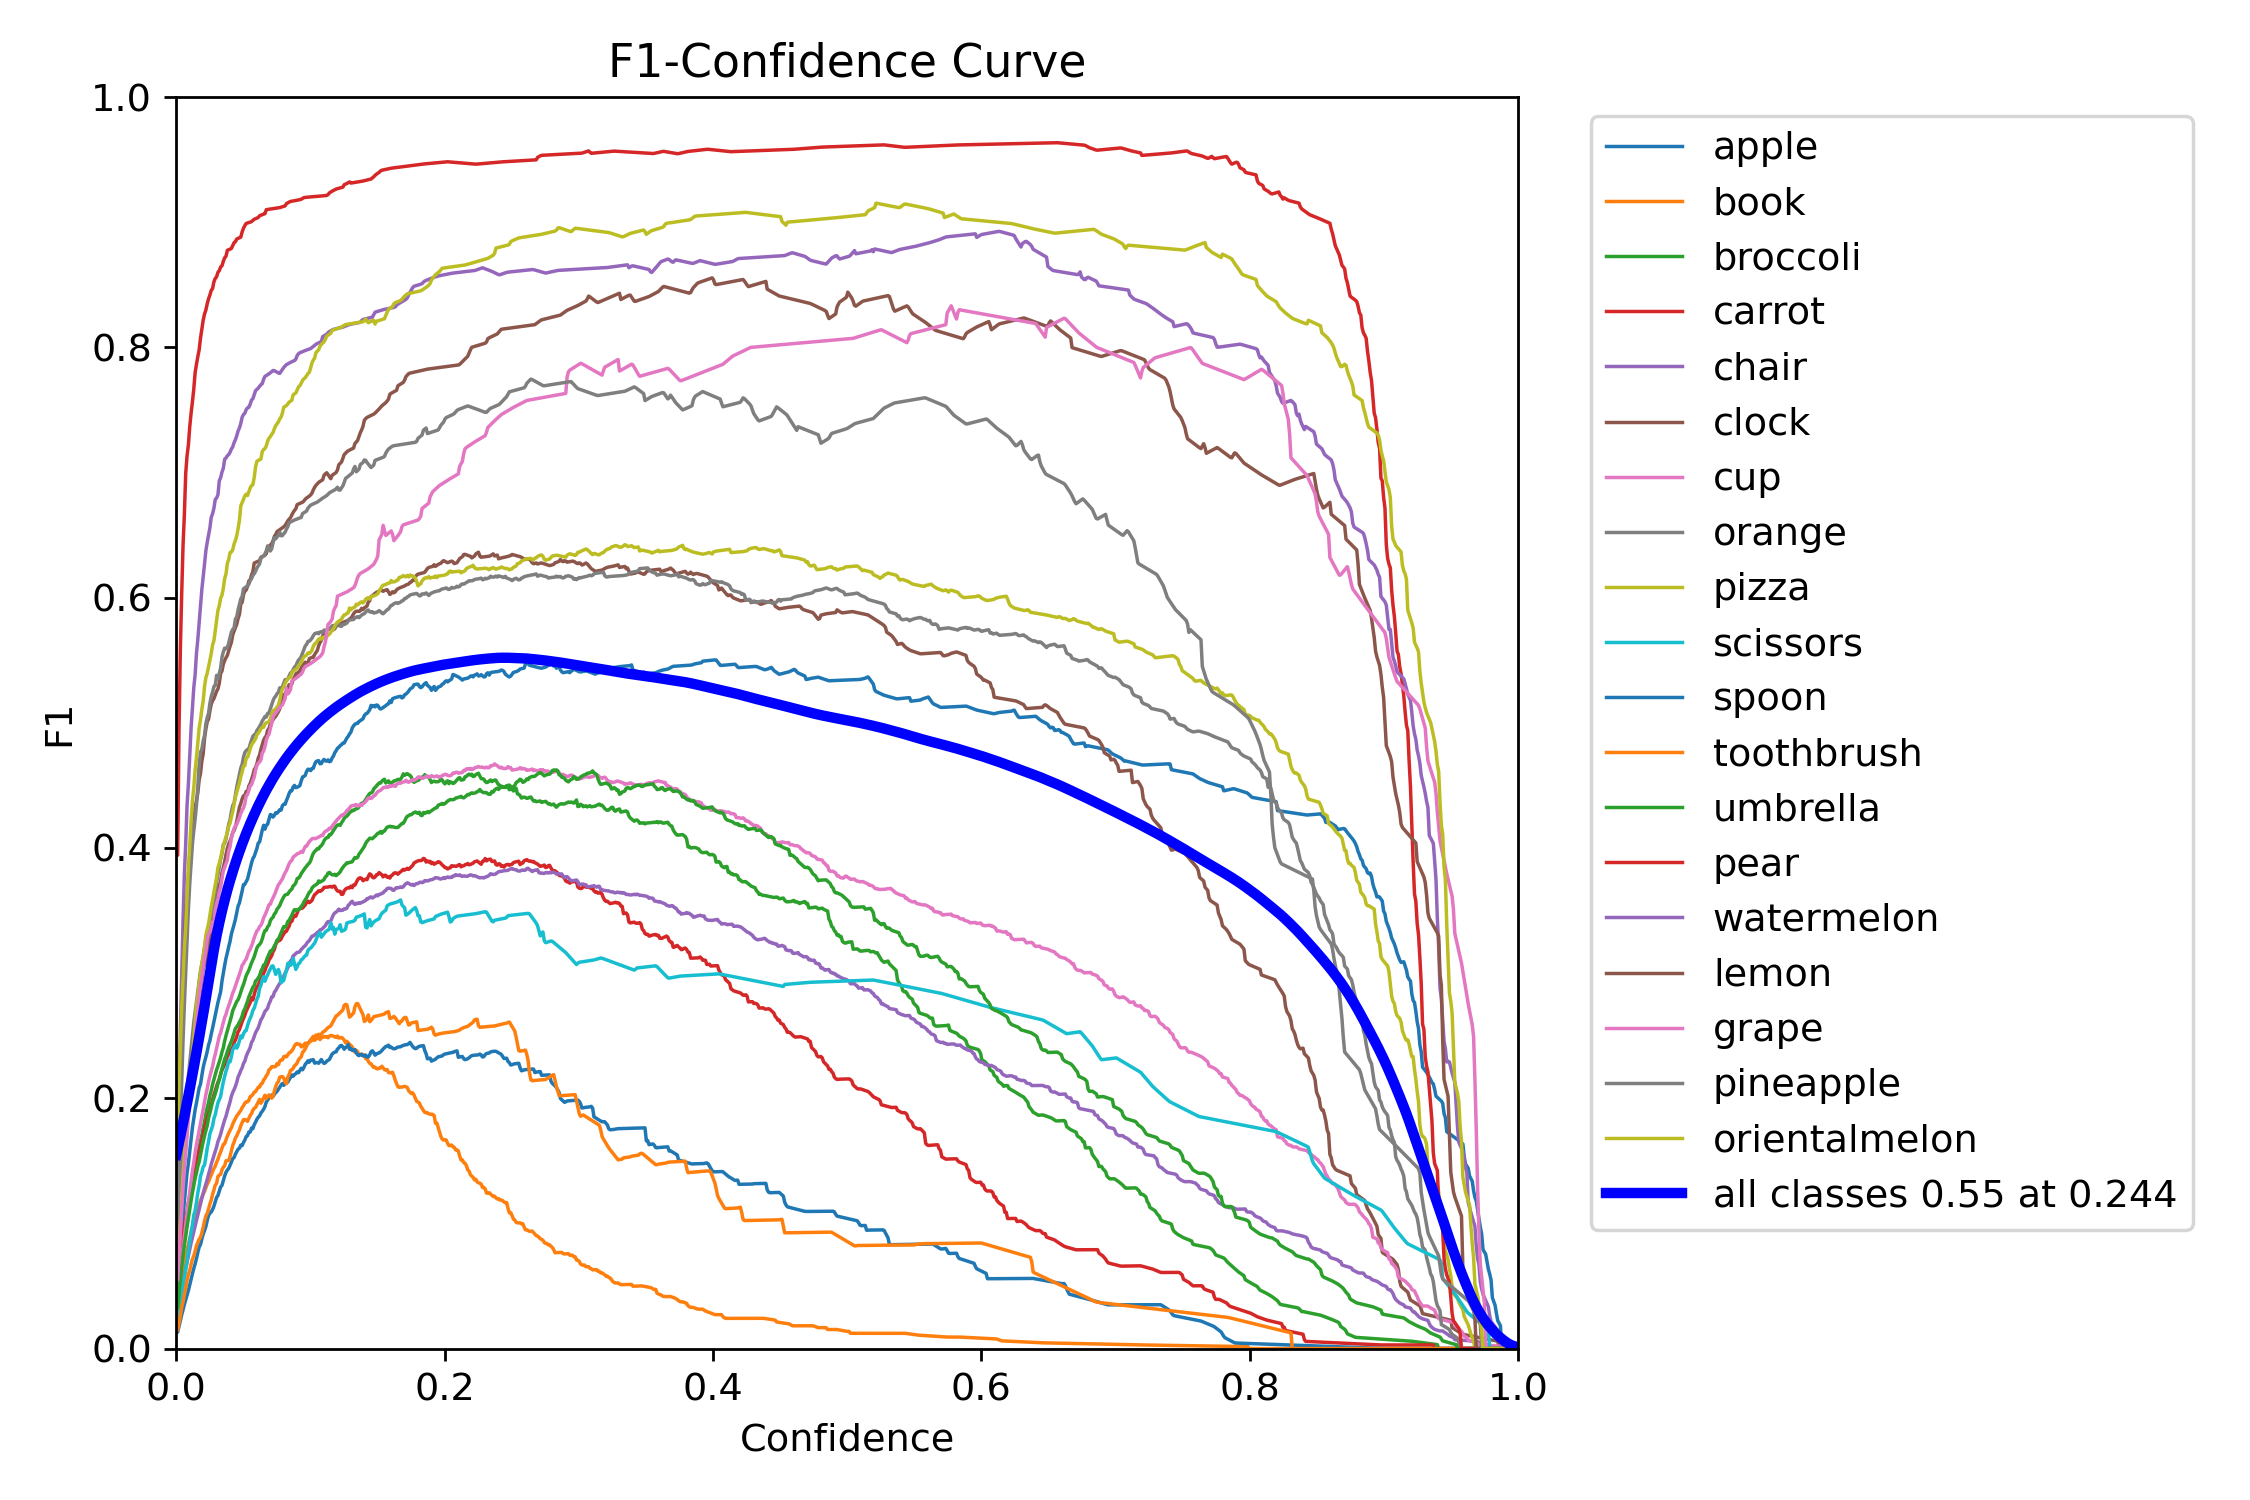 F1-Confidence Curve
1.0
0.8
0.6
0.4
0.2
0.0
F1
0.0 0.2 0.4 0.6 0.8 1.0
Confidence
apple
book
broccoli
carrot
chair
clock
cup
orange
pizza
scissors
spoon
toothbrush
umbrella
pear
watermelon
lemon
grape
pineapple
orientalmelon
all classes 0.55 at 0.244